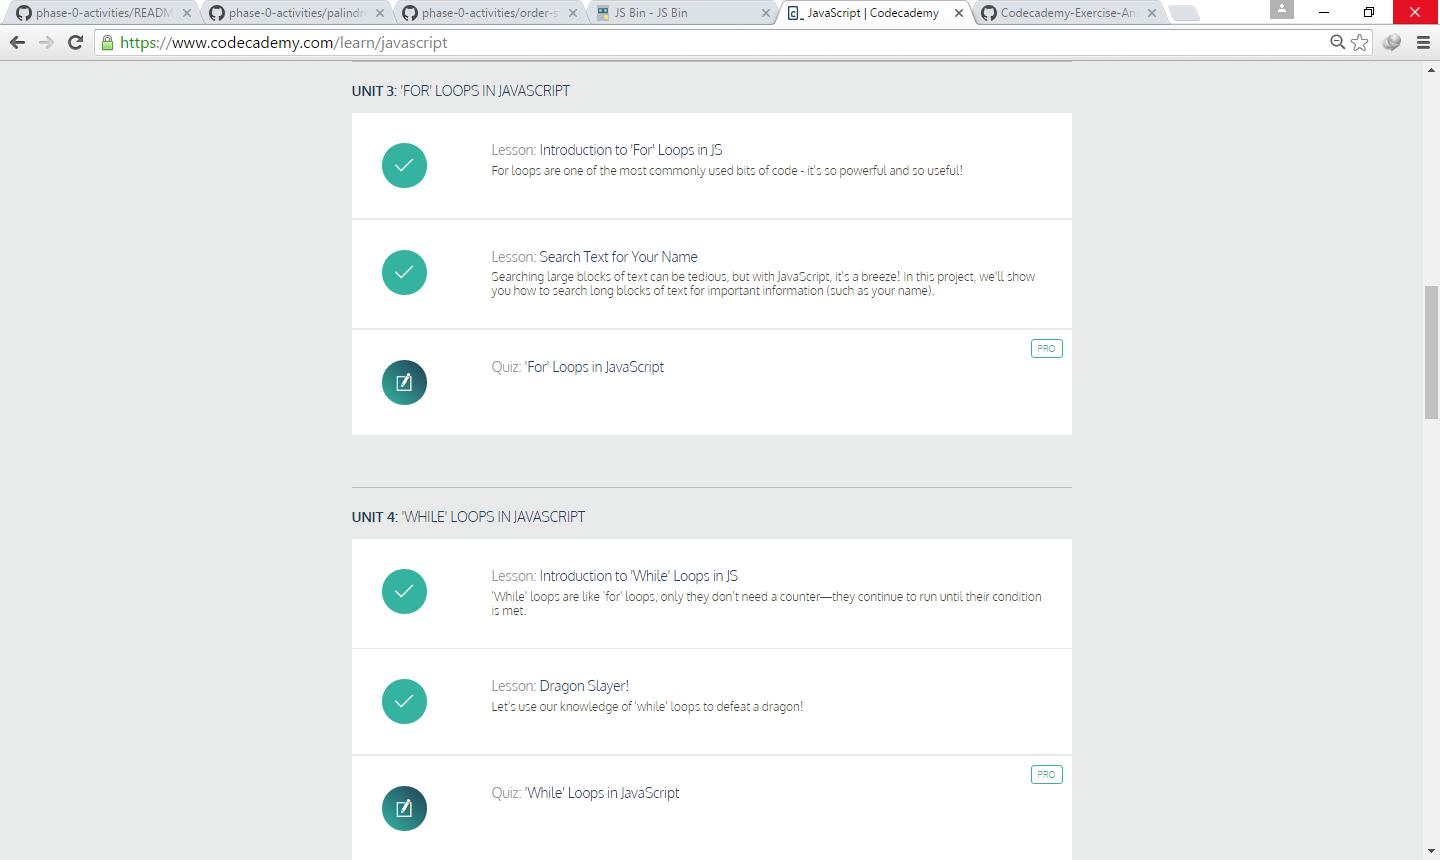 phase-0-activities/READM
phase-0-activities/palindr
phase-0-activities/order-s
JS Bin - JS Bin
JavaScript | Codecademy
Codecademy-Exercise-Ans
https://www.codecademy.com/learn/javascript
UNIT 3: 'FOR' LOOPS IN JAVASCRIPT
Lesson: Introduction to 'For' Loops in JS
For loops are one of the most commonly used bits of code - it's so powerful and so useful!
Lesson: Search Text for Your Name
Searching large blocks of text can be tedious, but with JavaScript, it's a breeze! In this project, we'll show
you how to search long blocks of text for important information (such as your name).
PRO
Quiz: 'For' Loops in JavaScript
UNIT 4: 'WHILE' LOOPS IN JAVASCRIPT
Lesson: Introduction to 'While' Loops in JS
'While' loops are like 'for' loops, only they don't need a counter—they continue to run until their condition
is met.
Lesson: Dragon Slayer!
Let's use our knowledge of 'while' loops to defeat a dragon!
PRO
Quiz: 'While' Loops in JavaScript